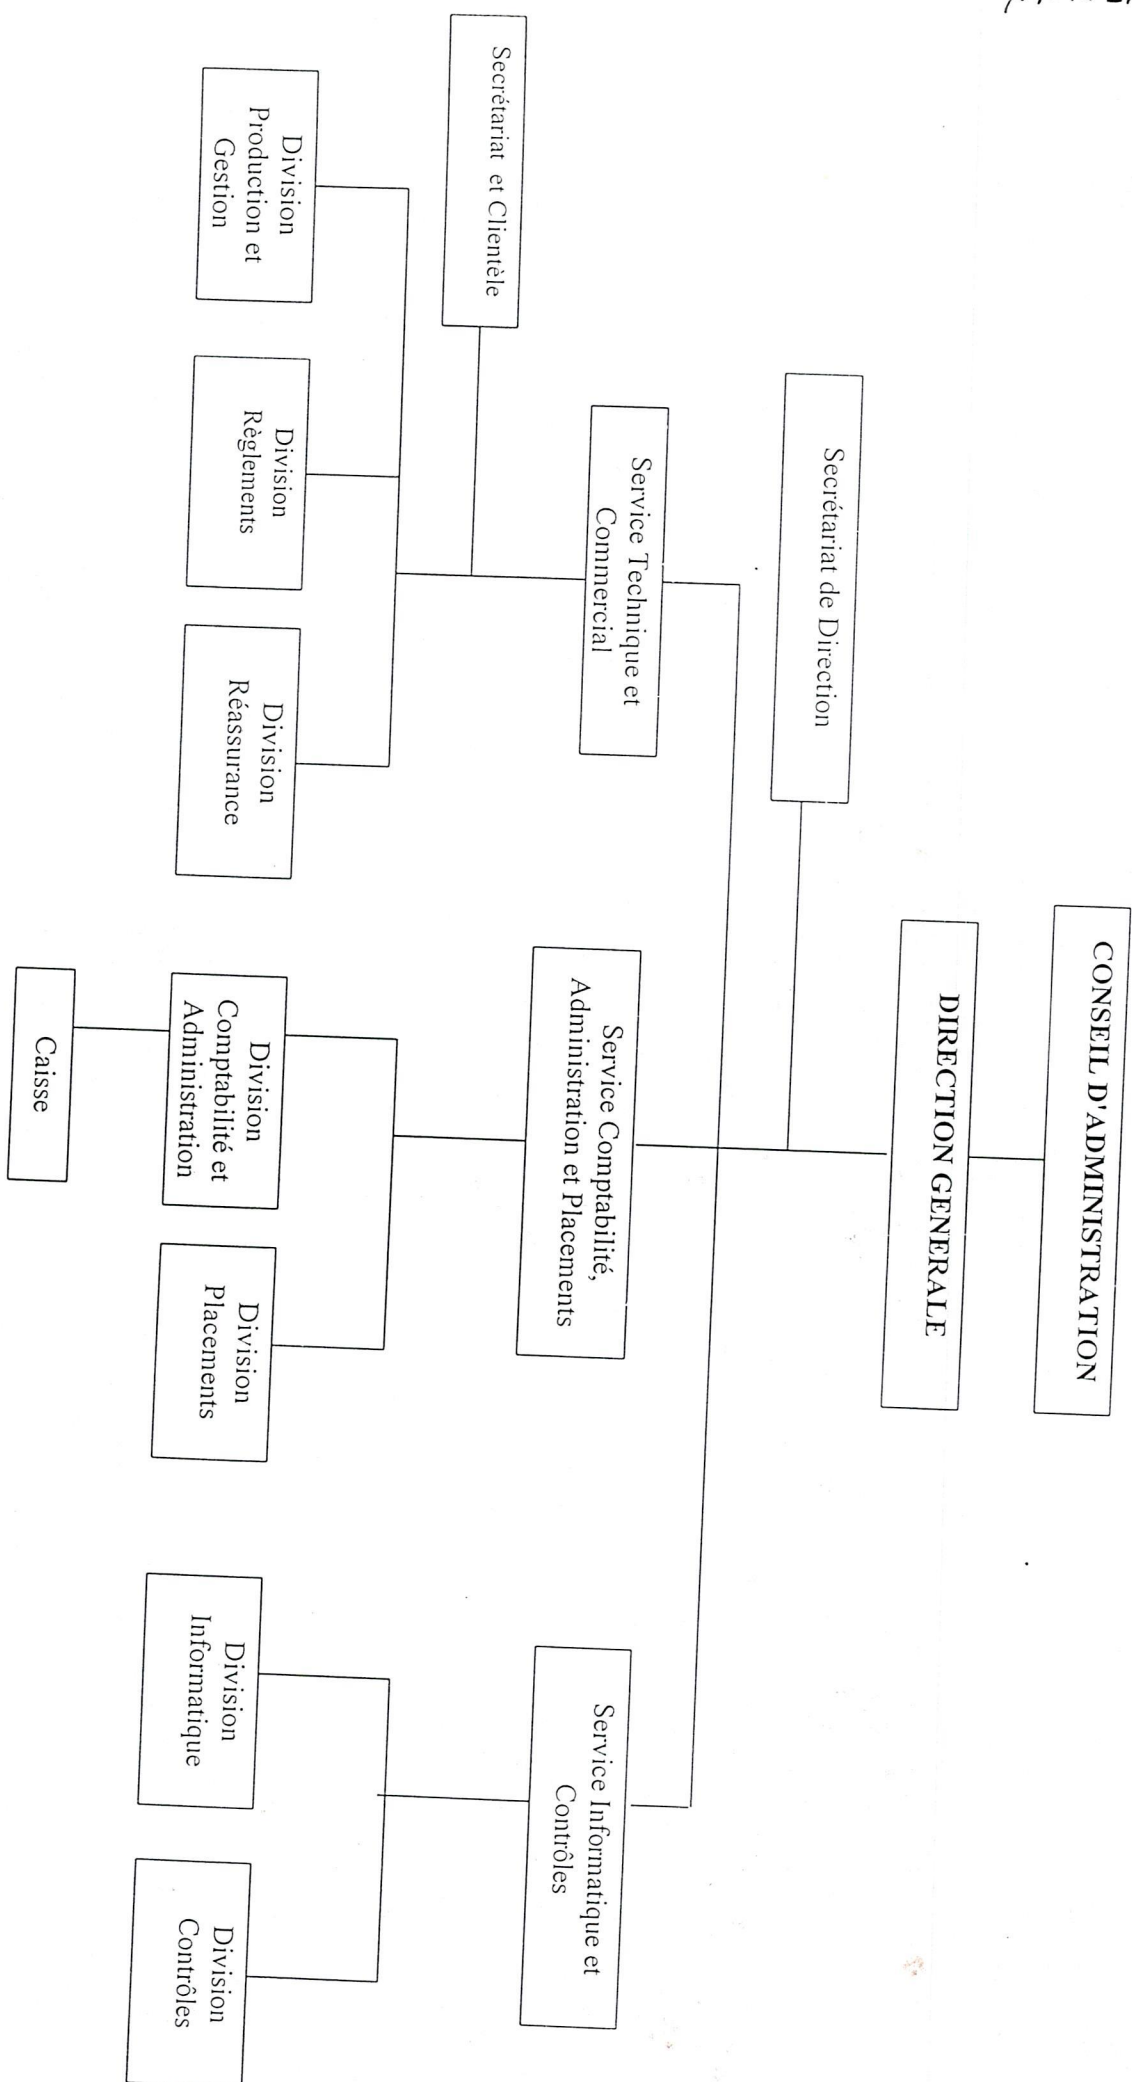 CONSEIL D'ADMINISTRATION
DIRECTION GENERALE
Secrétariat de Direction
Service Technique et
Commercial
Service Comptabilité,
Administration et Placements
Service Informatique et
Contrôles
Secrétariat et Clientèle
Division
Production et
Gestion
Division
Règlements
Division
Réassurance
Division
Comptabilité et
Administration
Division
Placements
Division
Informatique
Division
Contrôles
Caisse